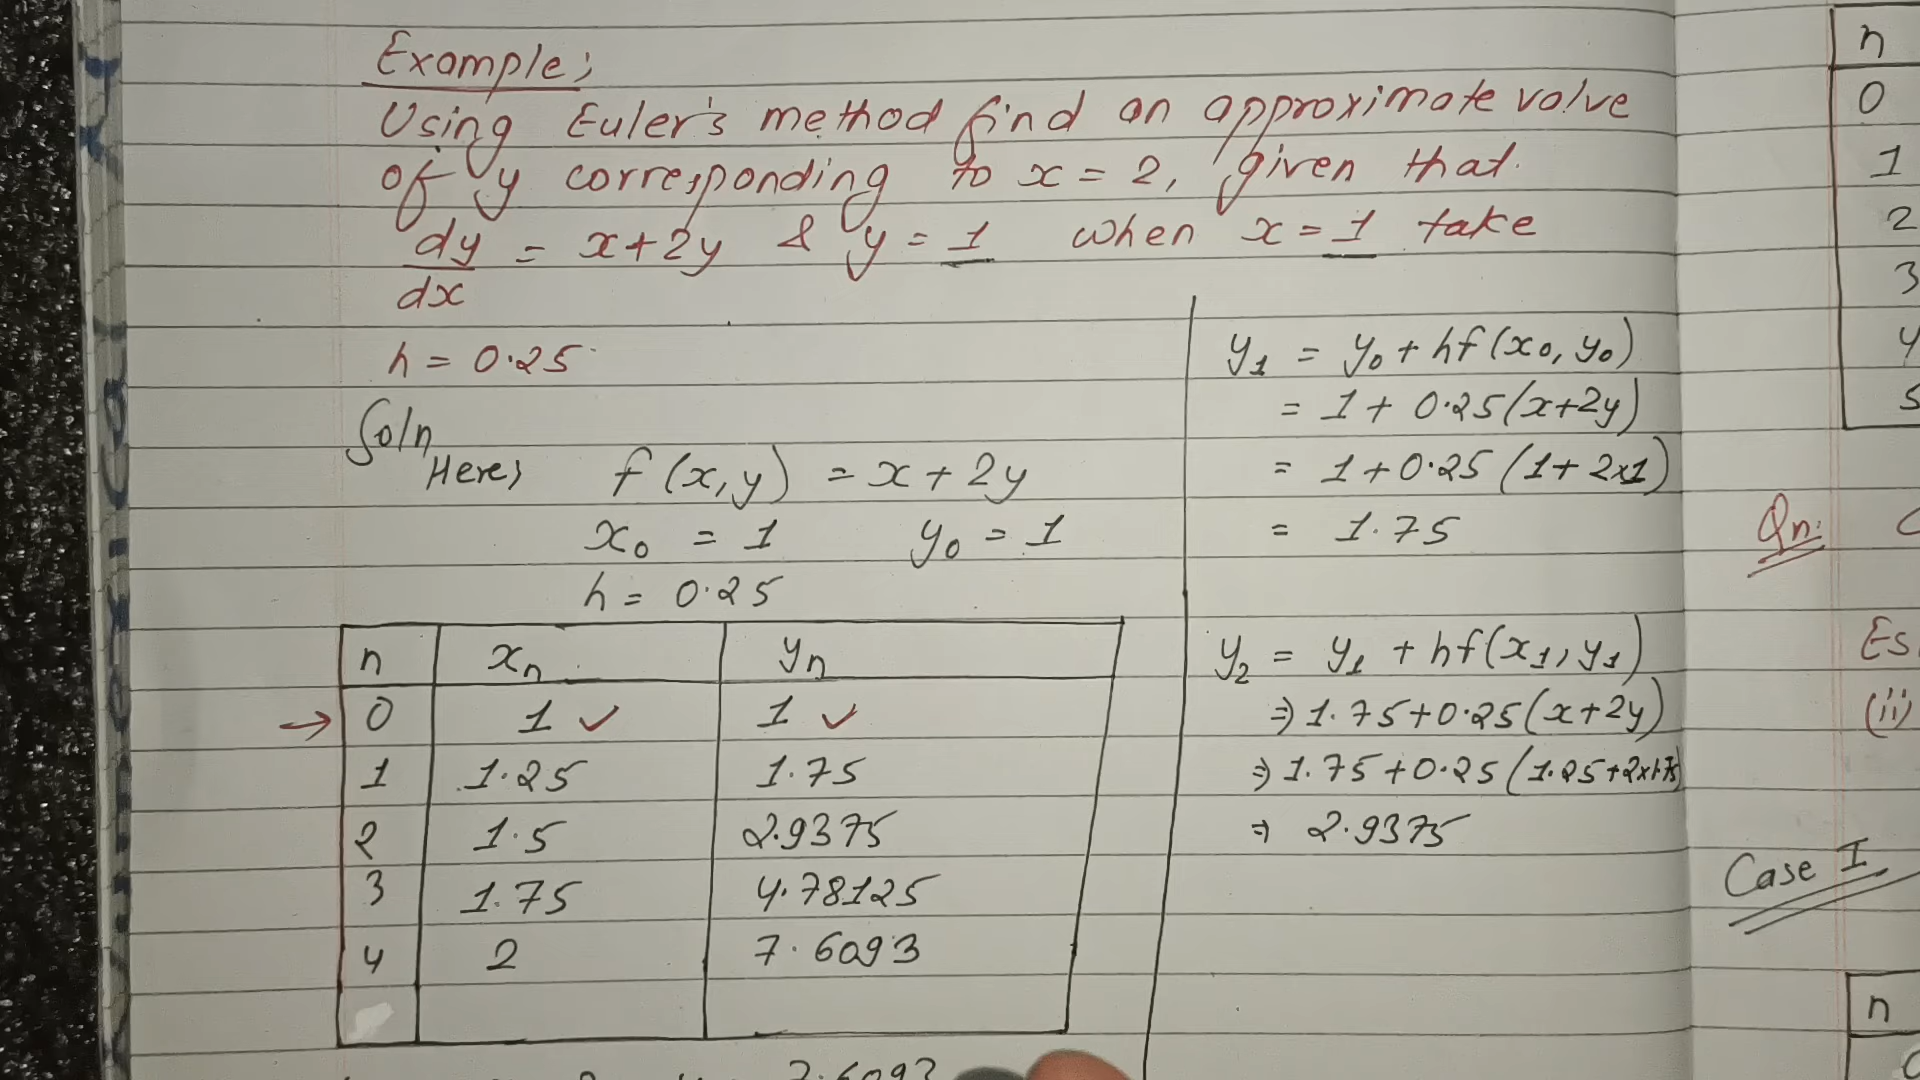 Example;
Using Euler's method find an approximate valve
of y corresponding to x = 2, given that.
dy/dx = x+2y & y = 1 when x = 1 take
h = 0.25
Soln
Here; f(x,y) = x + 2y
x₀ = 1 y₀ = 1
h = 0.25
n xₙ yₙ
→ 0 1 ✓ 1 ✓
1 1.25 1.75
2 1.5 2.9375
3 1.75 4.78125
4 2 7.6093
y₁ = y₀ + hf(x₀, y₀)
= 1 + 0.25(x+2y)
= 1 + 0.25 (1 + 2x1)
= 1.75
y₂ = y₁ + hf(x₁, y₁)
⇒ 1.75+0.25(x+2y)
⇒ 1.75+0.25(1.25+2x1.75)
⇒ 2.9375
n
0
1
2
3
4
5
Qn:
Es
(ii)
Case I
n